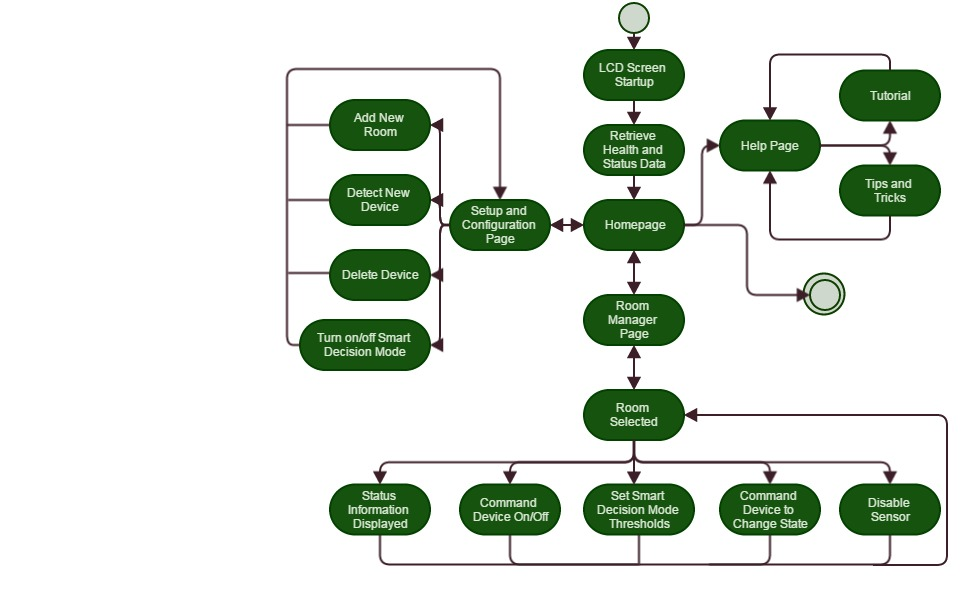 LCD Screen
Startup
Retrieve
Health and
Status Data
Homepage
Setup and
Configuration
Page
Add New
Room
Detect New
Device
Delete Device
Turn on/off Smart
Decision Mode
Help Page
Tutorial
Tips and
Tricks
Room
Manager
Page
Room
Selected
Status
Information
Displayed
Command
Device On/Off
Set Smart
Decision Mode
Thresholds
Command
Device to
Change State
Disable
Sensor